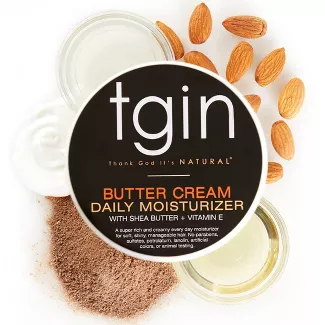 tgin
Thank God it's NATURAL®
BUTTER CREAM
DAILY MOISTURIZER
WITH SHEA BUTTER + VITAMIN E
A super rich and creamy every day moisturizer
for soft, shiny, manageable hair. No parabens,
sulfates, petrolatum, lanolin, artificial
colors, or animal testing.